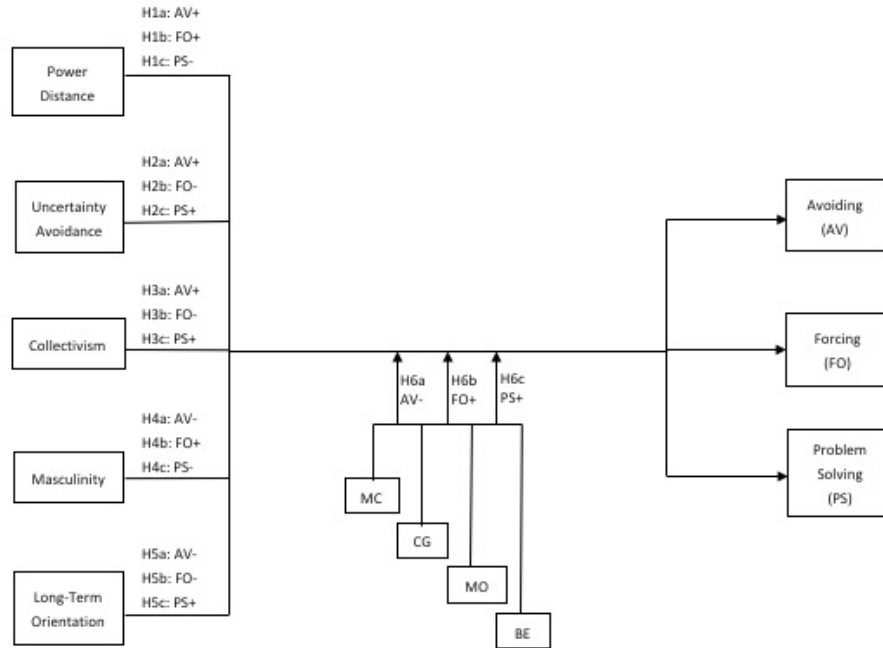 H1a: AV+
H1b: FO+
H1c: PS-
Power
Distance
H2a: AV+
H2b: FO-
H2c: PS+
Uncertainty
Avoidance
H3a: AV+
H3b: FO-
H3c: PS+
Collectivism
H4a: AV-
H4b: FO+
H4c: PS-
Masculinity
H5a: AV-
H5b: FO-
H5c: PS+
Long-Term
Orientation
H6a
AV-
H6b
FO+
H6c
PS+
MC
CG
MO
BE
Avoiding
(AV)
Forcing
(FO)
Problem
Solving
(PS)